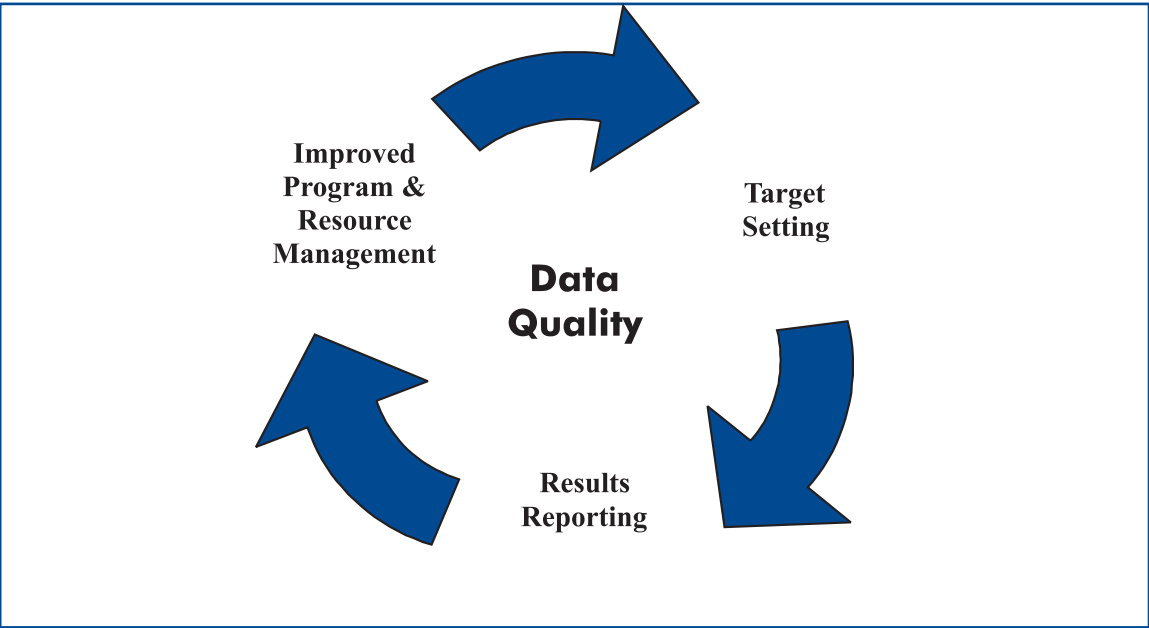 Improved
Program &
Resource
Management
Target
Setting
Data
Quality
Results
Reporting